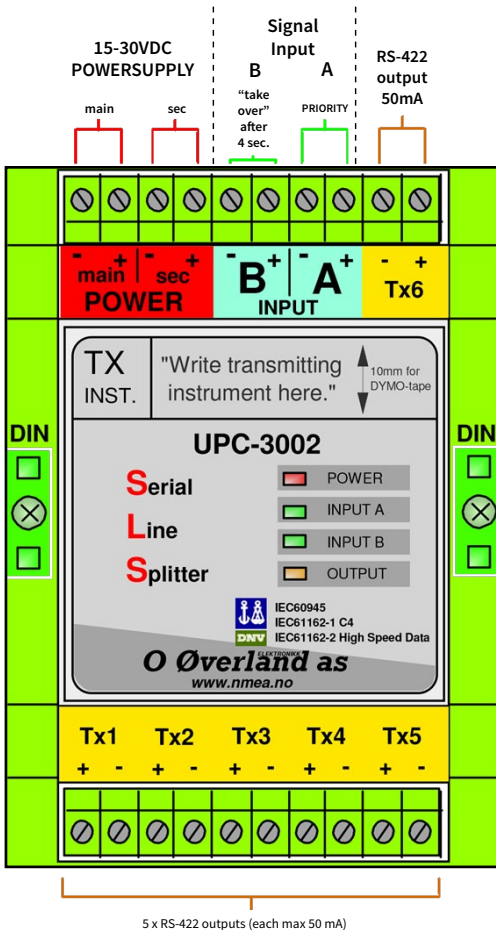 15-30VDC
POWERSUPPLY
main
sec
Signal
Input
B
A
"take
over"
after
4 sec.
PRIORITY
RS-422
output
50mA
- + - +
main sec
POWER
- B + - A +
INPUT
- +
Tx6
TX
INST.
"Write transmitting
instrument here."
10mm for
DYMO-tape
DIN
DIN
UPC-3002
Serial
Line
Splitter
POWER
INPUT A
INPUT B
OUTPUT
IEC60945
IEC61162-1 C4
DNV IEC61162-2 High Speed Data
ELEKTRONIKK
O Øverland as
www.nmea.no
Tx1 Tx2 Tx3 Tx4 Tx5
+ - + - + - + - + -
5 x RS-422 outputs (each max 50 mA)